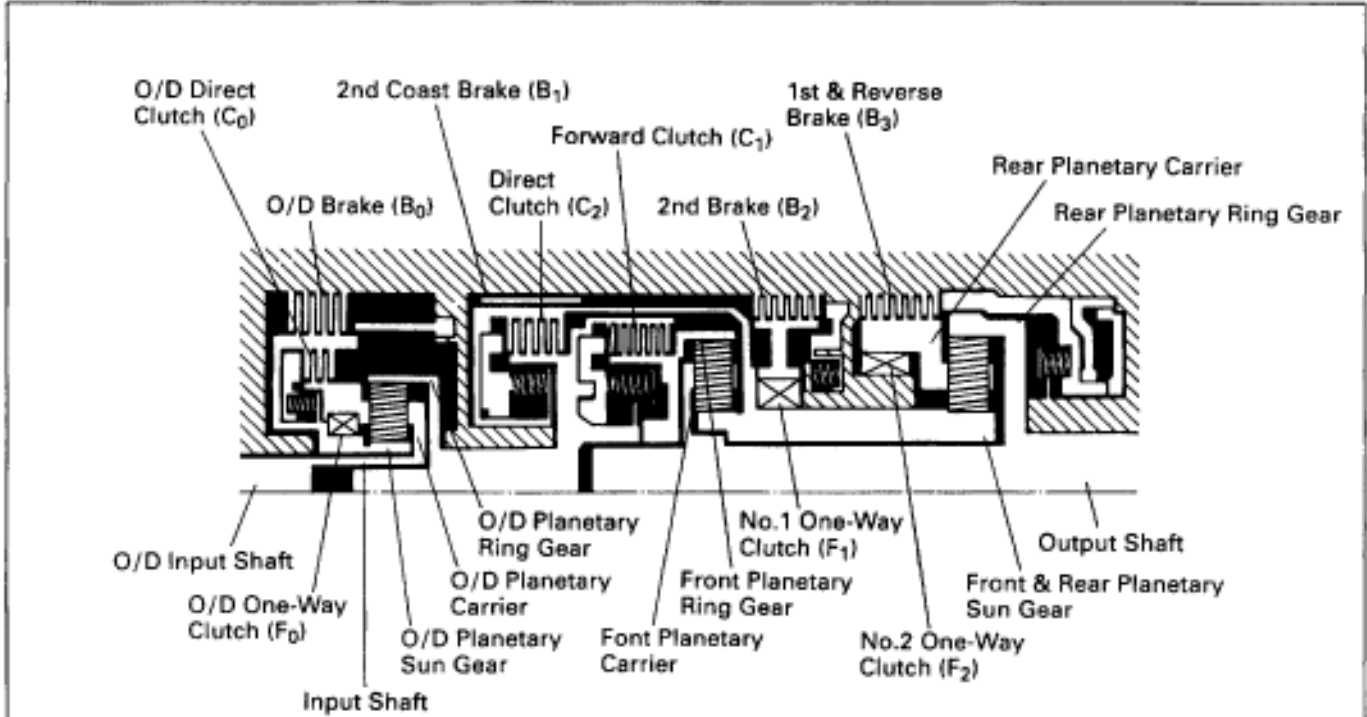 O/D Direct
Clutch (C₀)
2nd Coast Brake (B₁)
1st & Reverse
Brake (B₃)
Forward Clutch (C₁)
Direct
Clutch (C₂)
Rear Planetary Carrier
O/D Brake (B₀)
2nd Brake (B₂)
Rear Planetary Ring Gear
O/D Input Shaft
O/D One-Way
Clutch (F₀)
Input Shaft
O/D Planetary
Sun Gear
O/D Planetary
Carrier
O/D Planetary
Ring Gear
Font Planetary
Carrier
Front Planetary
Ring Gear
No.1 One-Way
Clutch (F₁)
No.2 One-Way
Clutch (F₂)
Front & Rear Planetary
Sun Gear
Output Shaft